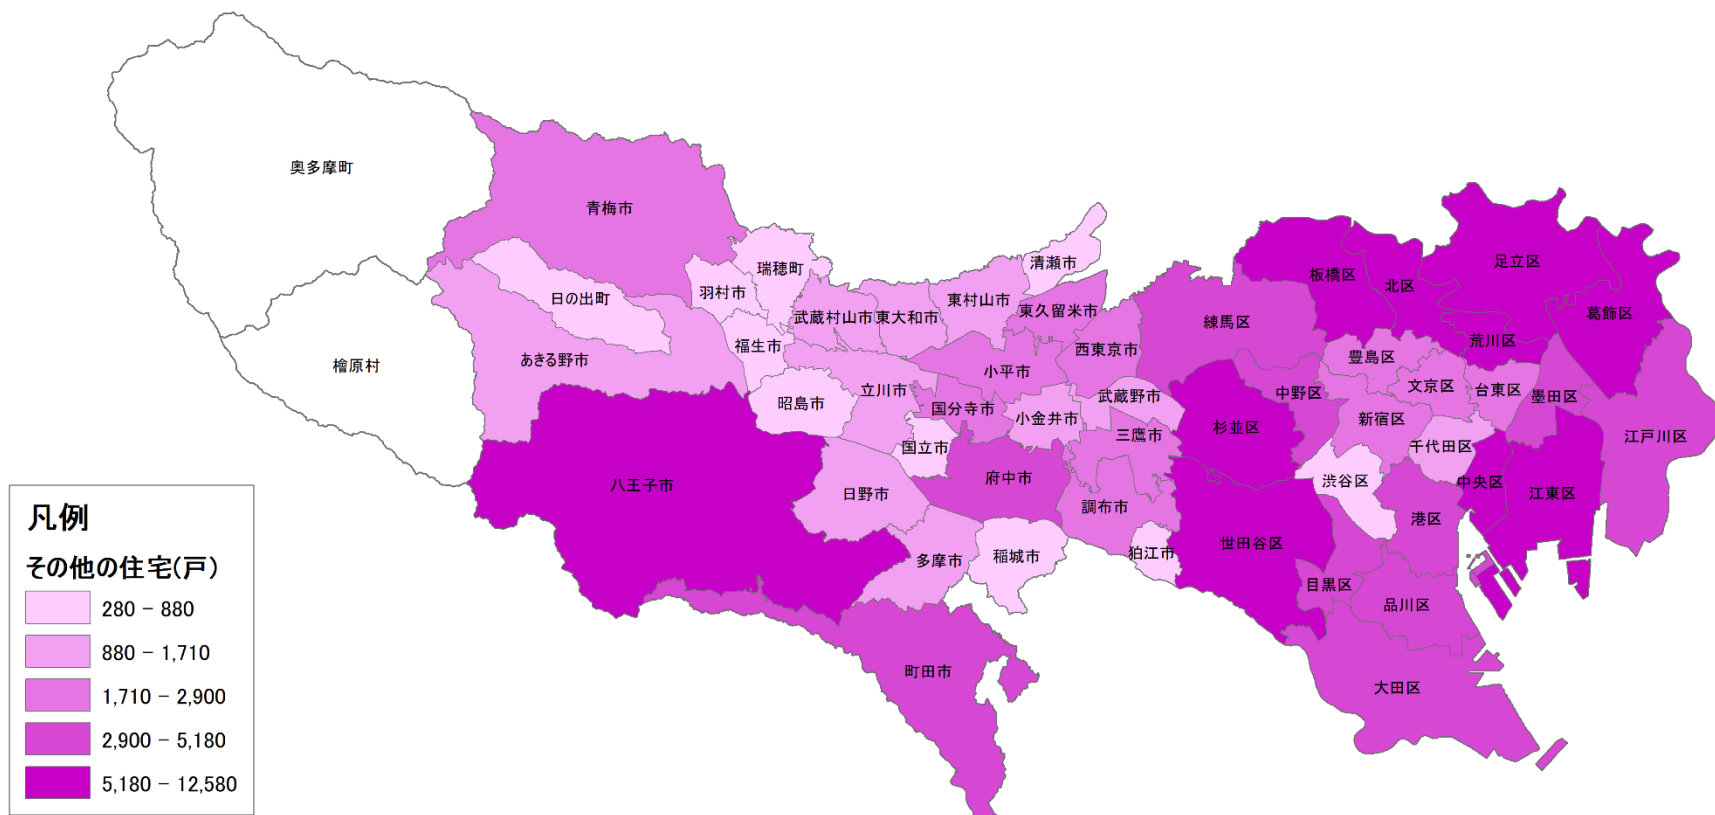 奥多摩町
青梅市
瑞穂町
清瀬市
足立区
板橋区
北区
羽村市
日の出町
東村山市
東久留米市
武蔵村山市
東大和市
葛飾区
練馬区
荒川区
福生市
西東京市
豊島区
あきる野市
檜原村
小平市
文京区
台東区
墨田区
立川市
武蔵野市
中野区
昭島市
国分寺市
小金井市
新宿区
杉並区
三鷹市
江戸川区
千代田区
国立市
府中市
渋谷区
中央区
江東区
八王子市
日野市
調布市
港区
世田谷区
狛江市
稲城市
多摩市
目黒区
品川区
町田市
大田区
凡例
その他の住宅(戸)
280 – 880
880 – 1,710
1,710 – 2,900
2,900 – 5,180
5,180 – 12,580